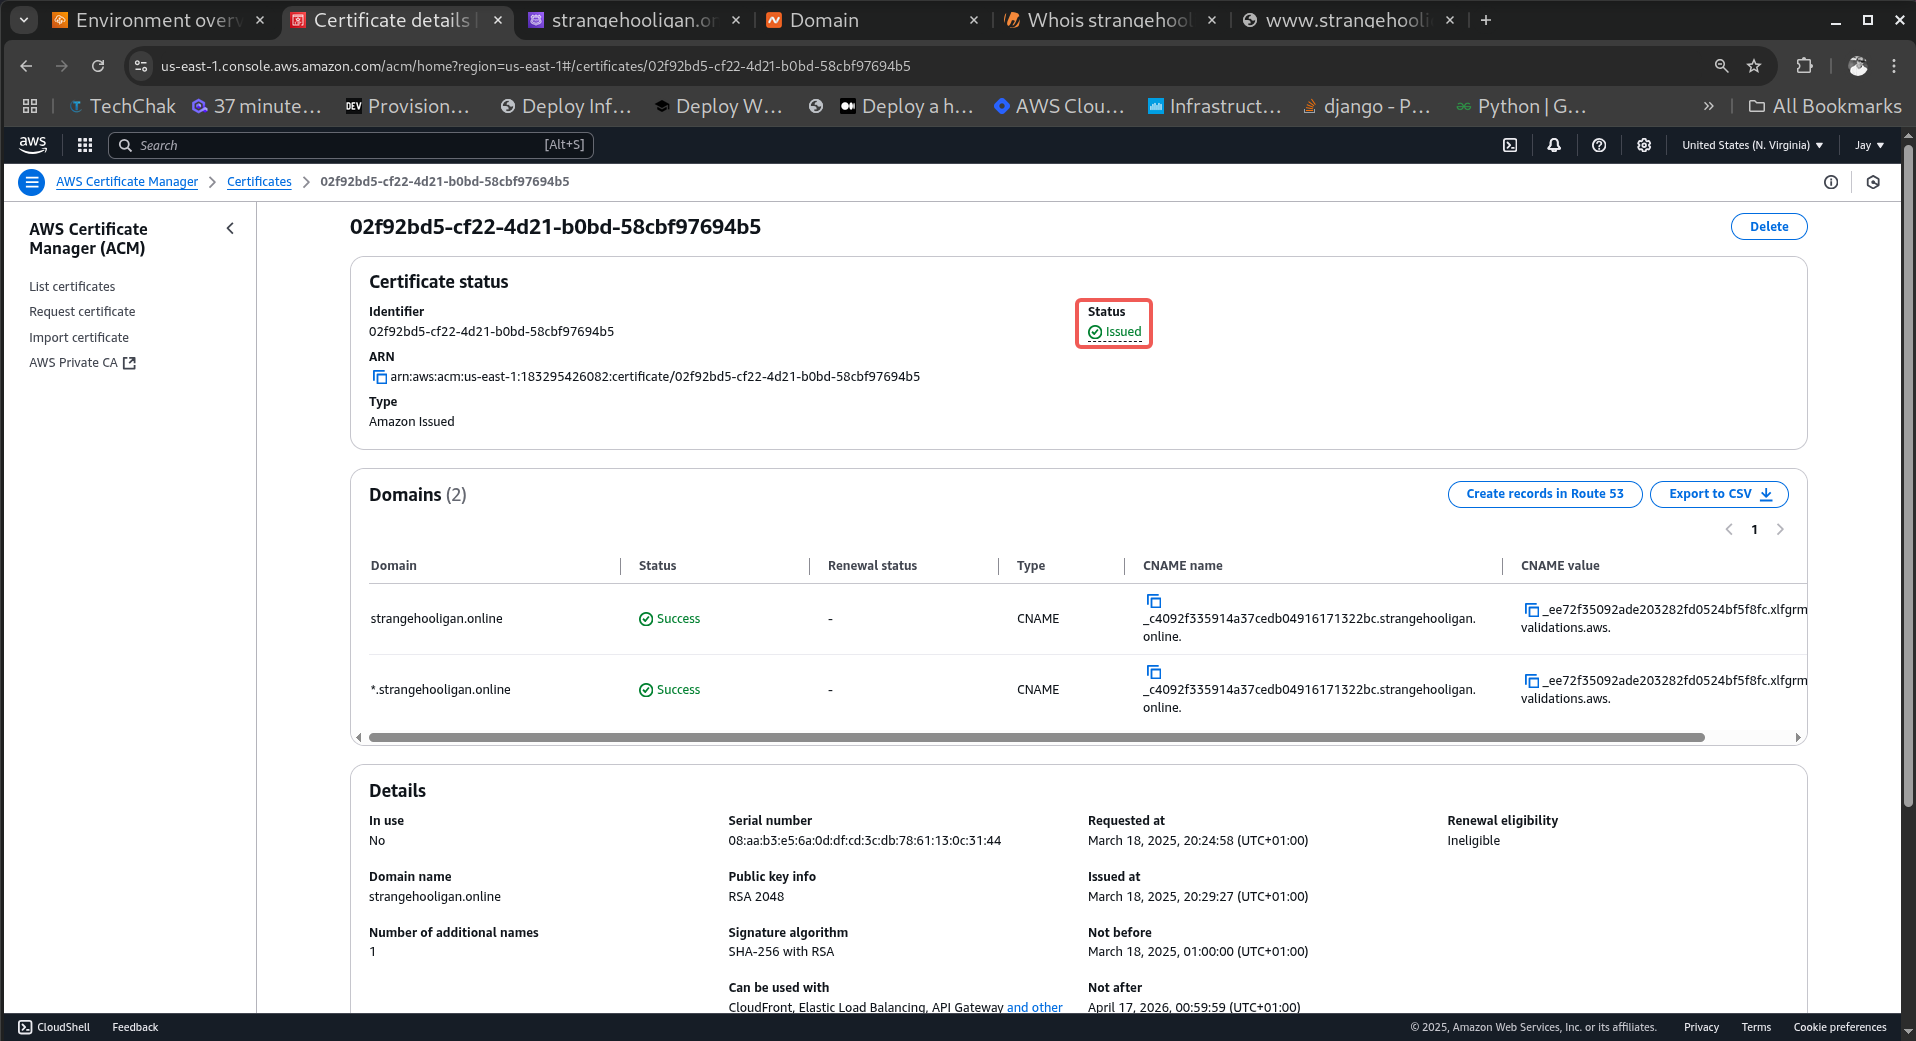 Environment over
Certificate details
strangehooligan.or
Domain
Whois strangehool
www.strangehooli
us-east-1.console.aws.amazon.com/acm/home?region=us-east-1#/certificates/02f92bd5-cf22-4d21-b0bd-58cbf97694b5
TechChak
37 minute...
DEV Provision...
Deploy Inf...
Deploy W...
Deploy a h...
AWS Clou...
Infrastruct...
django - P...
Python | G...
»
All Bookmarks
aws
Search
[Alt+S]
United States (N. Virginia)
Jay
AWS Certificate Manager
Certificates
02f92bd5-cf22-4d21-b0bd-58cbf97694b5
AWS Certificate
Manager (ACM)
List certificates
Request certificate
Import certificate
AWS Private CA
02f92bd5-cf22-4d21-b0bd-58cbf97694b5
Delete
Certificate status
Identifier
02f92bd5-cf22-4d21-b0bd-58cbf97694b5
Status
Issued
ARN
arn:aws:acm:us-east-1:183295426082:certificate/02f92bd5-cf22-4d21-b0bd-58cbf97694b5
Type
Amazon Issued
Domains (2)
Create records in Route 53
Export to CSV
1
Domain
Status
Renewal status
Type
CNAME name
CNAME value
strangehooligan.online
Success
-
CNAME
_c4092f335914a37cedb04916171322bc.strangehooligan.
online.
_ee72f35092ade203282fd0524bf5f8fc.xlfgrm
validations.aws.
*.strangehooligan.online
Success
-
CNAME
_c4092f335914a37cedb04916171322bc.strangehooligan.
online.
_ee72f35092ade203282fd0524bf5f8fc.xlfgrm
validations.aws.
Details
In use
No
Serial number
08:aa:b3:e5:6a:0d:df:cd:3c:db:78:61:13:0c:31:44
Requested at
March 18, 2025, 20:24:58 (UTC+01:00)
Renewal eligibility
Ineligible
Domain name
strangehooligan.online
Public key info
RSA 2048
Issued at
March 18, 2025, 20:29:27 (UTC+01:00)
Number of additional names
1
Signature algorithm
SHA-256 with RSA
Not before
March 18, 2025, 01:00:00 (UTC+01:00)
Can be used with
CloudFront, Elastic Load Balancing, API Gateway and other
Not after
April 17, 2026, 00:59:59 (UTC+01:00)
CloudShell
Feedback
© 2025, Amazon Web Services, Inc. or its affiliates.
Privacy
Terms
Cookie preferences